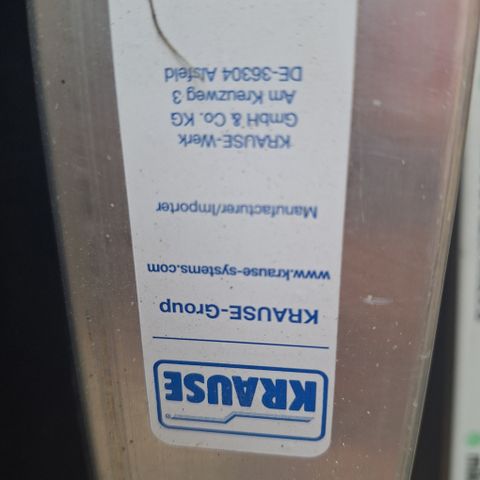 KRAUSE®
KRAUSE-Group
www.krause-systems.com
Manufacturer/Importer
KRAUSE-Werk
GmbH & Co. KG
Am Kreuzweg 3
DE-36304 Alsfeld